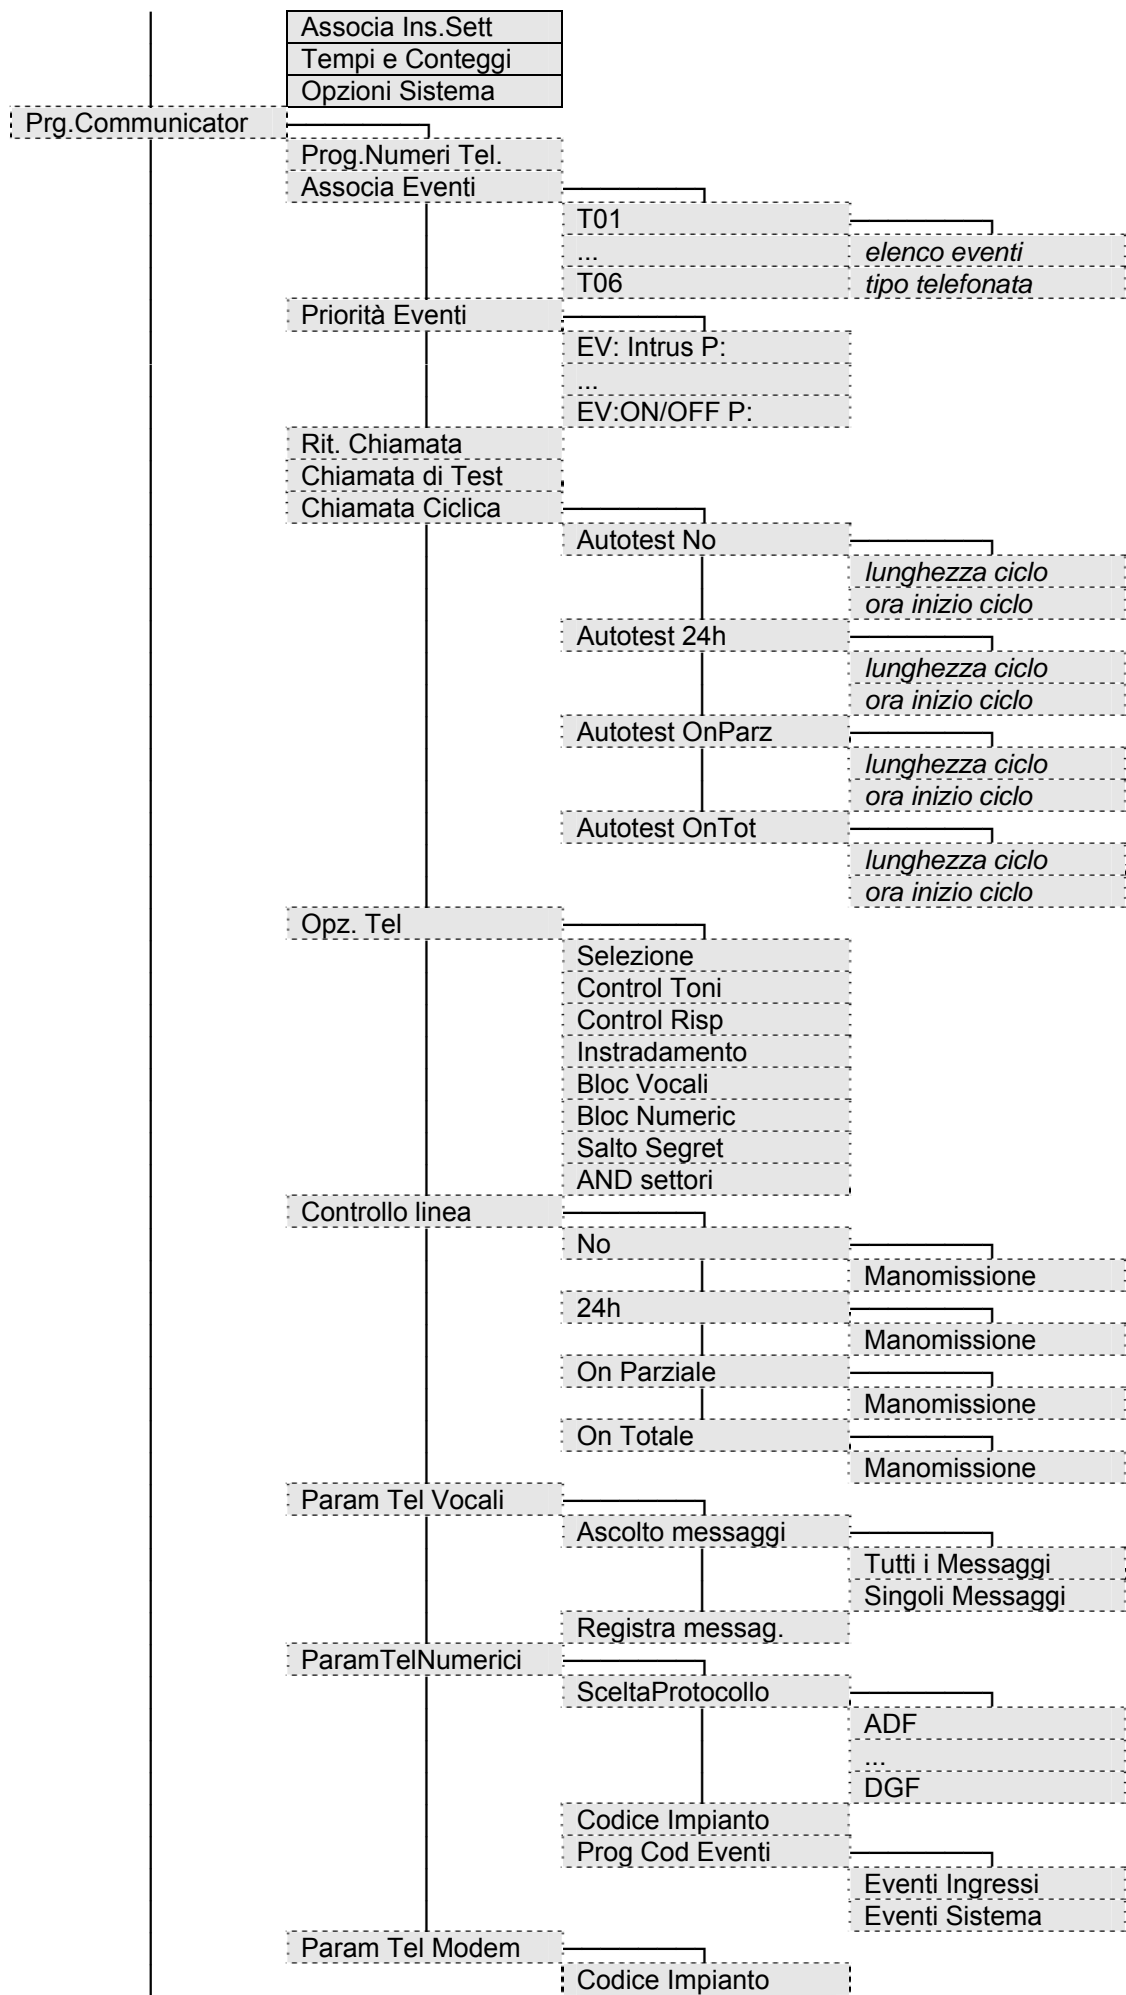 Associa Ins.Sett
Tempi e Conteggi
Opzioni Sistema
Prg.Communicator
Prog.Numeri Tel.
Associa Eventi
T01
... elenco eventi
T06 tipo telefonata
Priorità Eventi
EV: Intrus P:
...
EV:ON/OFF P:
Rit. Chiamata
Chiamata di Test
Chiamata Ciclica
Autotest No
lunghezza ciclo
ora inizio ciclo
Autotest 24h
lunghezza ciclo
ora inizio ciclo
Autotest OnParz
lunghezza ciclo
ora inizio ciclo
Autotest OnTot
lunghezza ciclo
ora inizio ciclo
Opz. Tel
Selezione
Control Toni
Control Risp
Instradamento
Bloc Vocali
Bloc Numeric
Salto Segret
AND settori
Controllo linea
No
Manomissione
24h
Manomissione
On Parziale
Manomissione
On Totale
Manomissione
Param Tel Vocali
Ascolto messaggi
Tutti i Messaggi
Singoli Messaggi
Registra messag.
ParamTelNumerici
SceltaProtocollo
ADF
...
DGF
Codice Impianto
Prog Cod Eventi
Eventi Ingressi
Eventi Sistema
Param Tel Modem
Codice Impianto